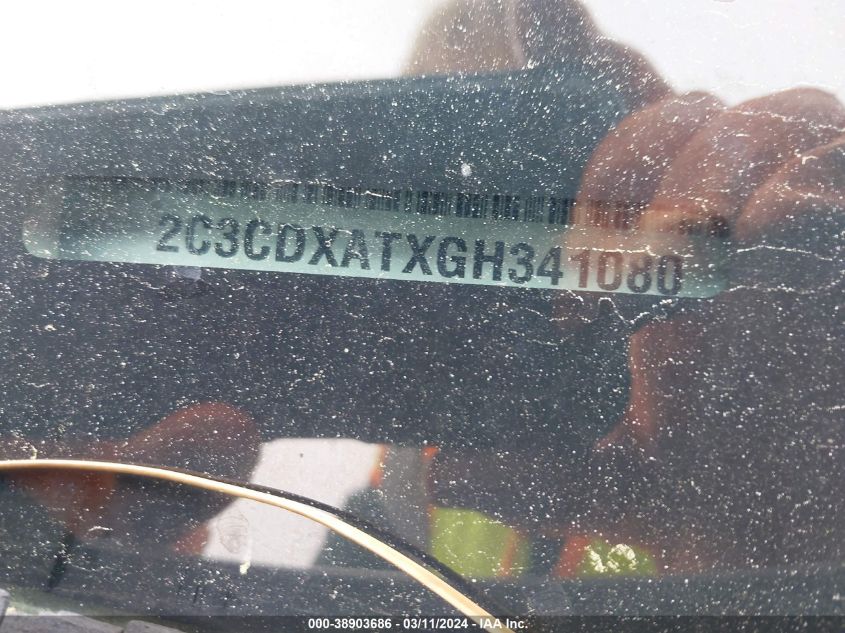 2C3CDXATXGH341080
000-38903686 - 03/11/2024 - IAA Inc.